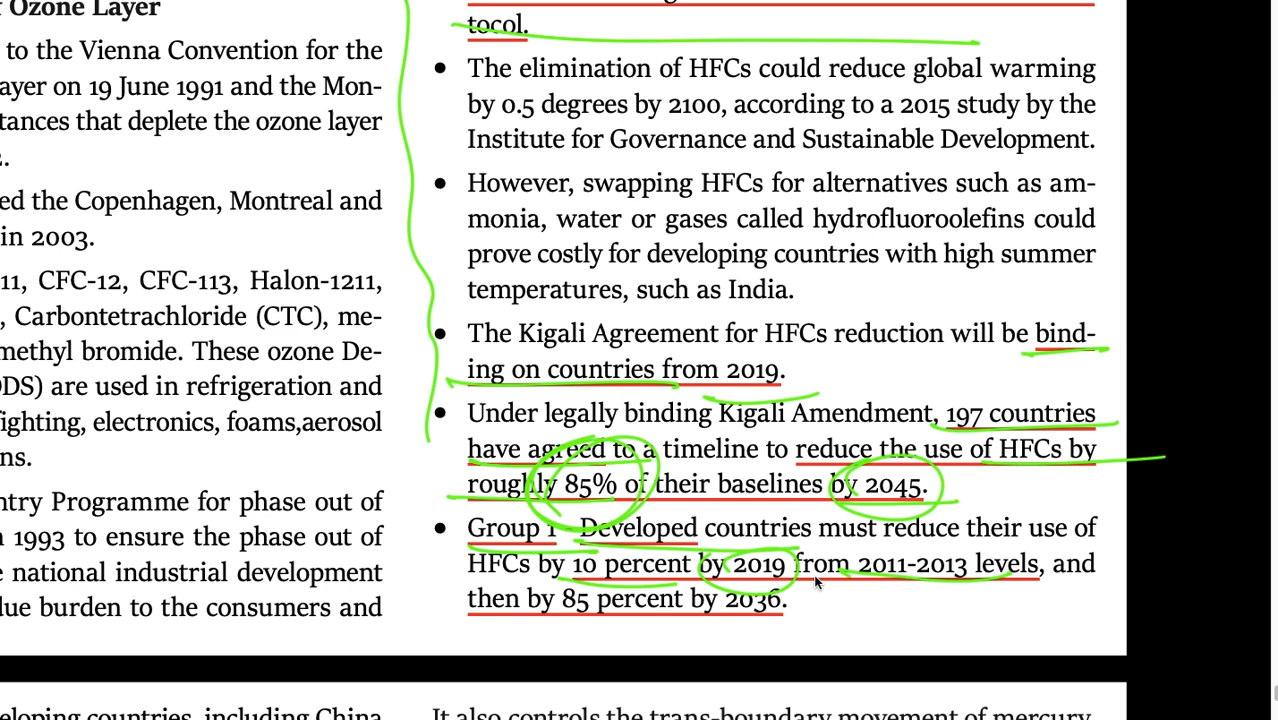 f Ozone Layer
to the Vienna Convention for the
ayer on 19 June 1991 and the Mon-
tances that deplete the ozone layer
2.
ed the Copenhagen, Montreal and
in 2003.
11, CFC-12, CFC-113, Halon-1211,
, Carbontetrachloride (CTC), me-
methyl bromide. These ozone De-
DDS) are used in refrigeration and
fighting, electronics, foams,aerosol
ns.
ntry Programme for phase out of
n 1993 to ensure the phase out of
e national industrial development
due burden to the consumers and
tocol.
• The elimination of HFCs could reduce global warming
by 0.5 degrees by 2100, according to a 2015 study by the
Institute for Governance and Sustainable Development.
• However, swapping HFCs for alternatives such as am-
monia, water or gases called hydrofluoroolefins could
prove costly for developing countries with high summer
temperatures, such as India.
• The Kigali Agreement for HFCs reduction will be bind-
ing on countries from 2019.
• Under legally binding Kigali Amendment, 197 countries
have agreed to a timeline to reduce the use of HFCs by
roughly 85% of their baselines by 2045.
• Group 1 - Developed countries must reduce their use of
HFCs by 10 percent by 2019 from 2011-2013 levels, and
then by 85 percent by 2036.
eloping countries, including China
It also controls the trans-boundary movement of mercury.